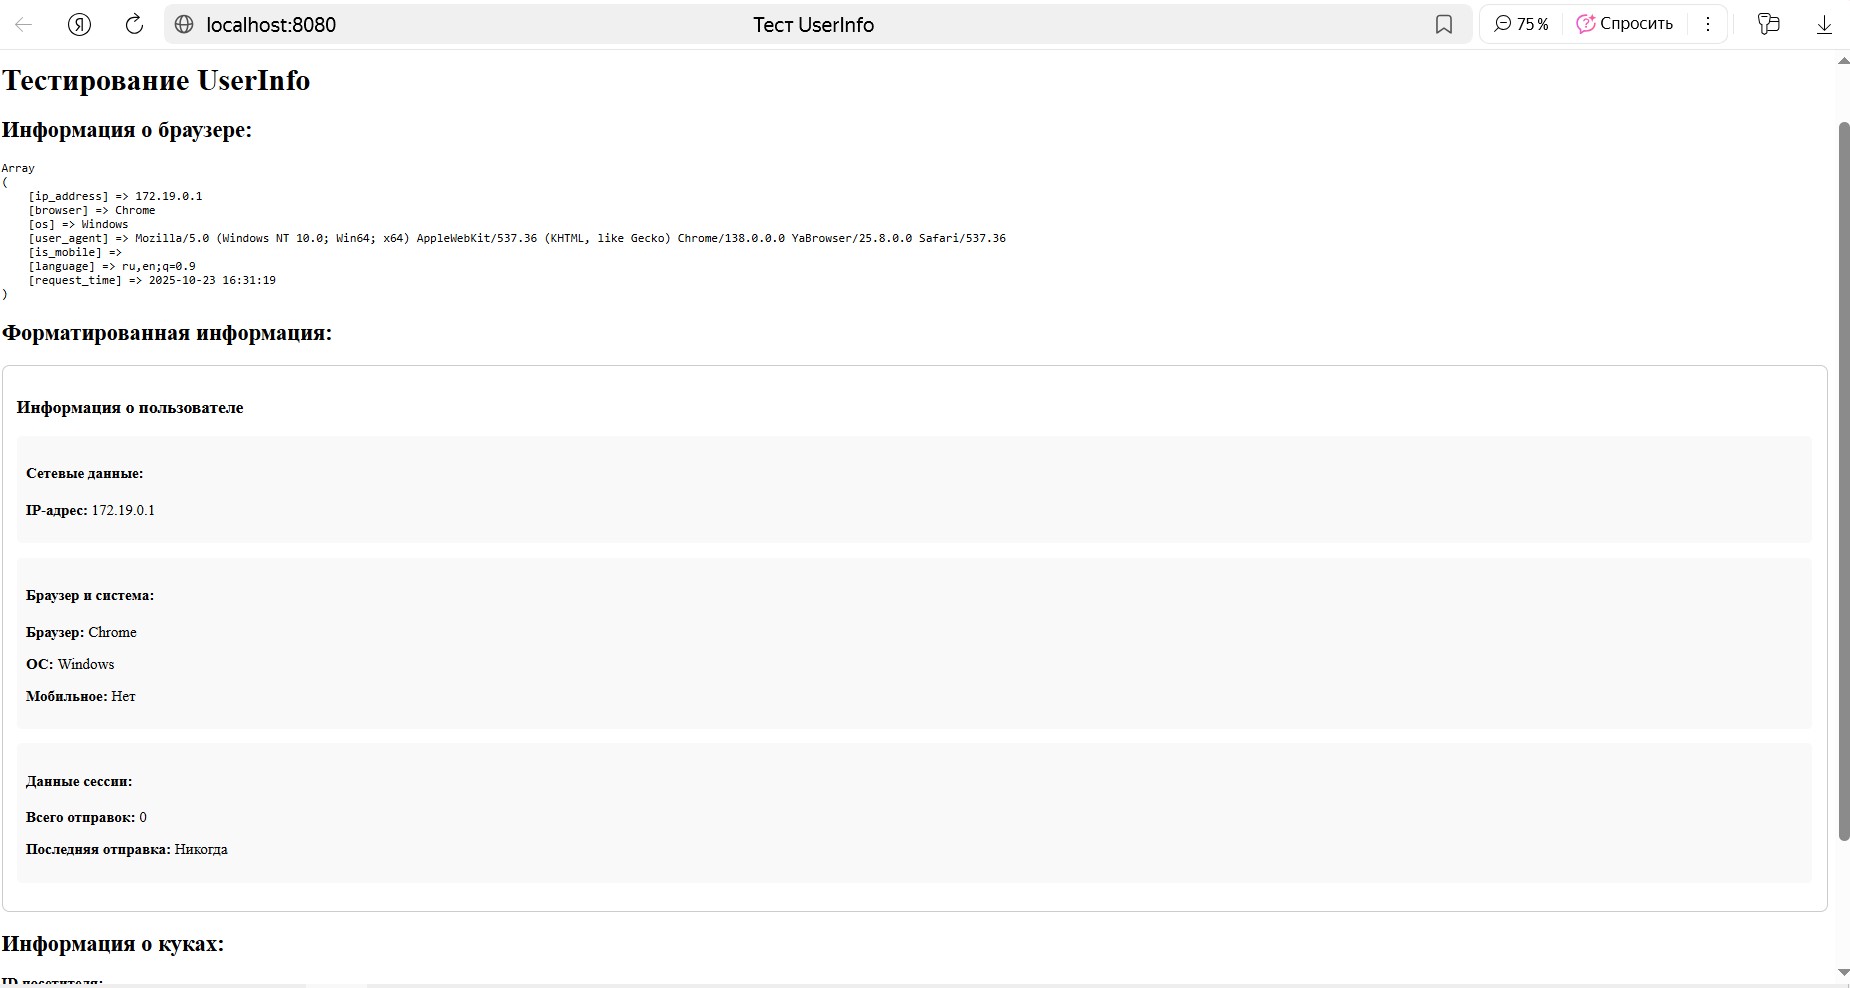 localhost:8080
Тест UserInfo
75 %
Спросить
Тестирование UserInfo
Информация о браузере:
Array
(
[ip_address] => 172.19.0.1
[browser] => Chrome
[os] => Windows
[user_agent] => Mozilla/5.0 (Windows NT 10.0; Win64; x64) AppleWebKit/537.36 (KHTML, like Gecko) Chrome/138.0.0.0 YaBrowser/25.8.0.0 Safari/537.36
[is_mobile] =>
[language] => ru,en;q=0.9
[request_time] => 2025-10-23 16:31:19
)
Форматированная информация:
Информация о пользователе
Сетевые данные:
IP-адрес: 172.19.0.1
Браузер и система:
Браузер: Chrome
ОС: Windows
Мобильное: Нет
Данные сессии:
Всего отправок: 0
Последняя отправка: Никогда
Информация о куках:
ID посетителя: